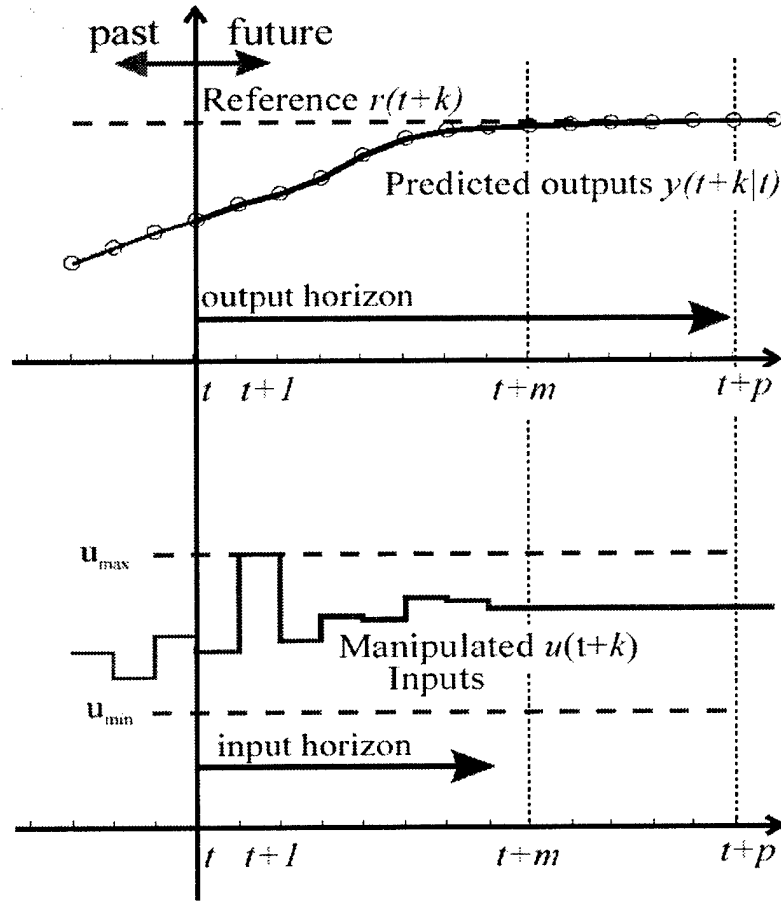 past future
Reference r(t+k)
Predicted outputs y(t+k|t)
output horizon
t t+1 t+m t+p
u_max
Manipulated u(t+k)
Inputs
u_min
input horizon
t t+1 t+m t+p